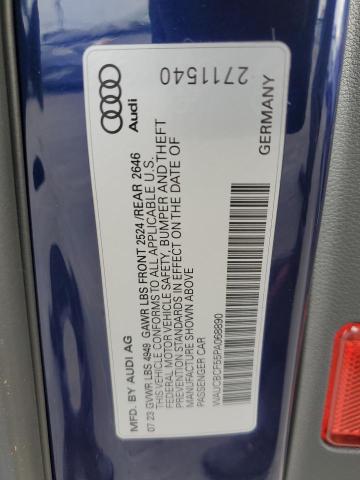 Audi
2711540
GERMANY
MFD. BY AUDI AG
07 23 GVWR LBS 4949 GAWR LBS FRONT 2524/REAR 2646
THIS VEHICLE CONFORMS TO ALL APPLICABLE U.S.
FEDERAL MOTOR VEHICLE SAFETY, BUMPER AND THEFT
PREVENTION STANDARDS IN EFFECT ON THE DATE OF
MANUFACTURE SHOWN ABOVE
PASSENGER CAR
WAUCBCF55PA068890